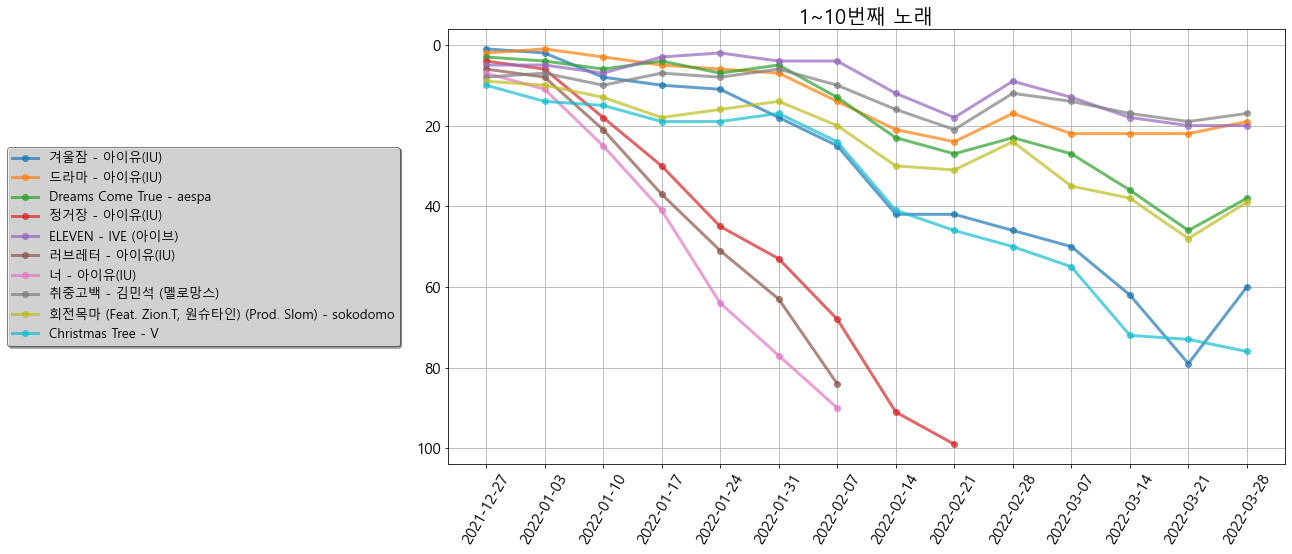 1~10번째 노래
겨울잠 - 아이유(IU)
드라마 - 아이유(IU)
Dreams Come True - aespa
정거장 - 아이유(IU)
ELEVEN - IVE (아이브)
러브레터 - 아이유(IU)
너 - 아이유(IU)
취중고백 - 김민석 (멜로망스)
회전목마 (Feat. Zion.T, 원슈타인) (Prod. Slom) - sokodomo
Christmas Tree - V
0
20
40
60
80
100
2021-12-27
2022-01-03
2022-01-10
2022-01-17
2022-01-24
2022-01-31
2022-02-07
2022-02-14
2022-02-21
2022-02-28
2022-03-07
2022-03-14
2022-03-21
2022-03-28